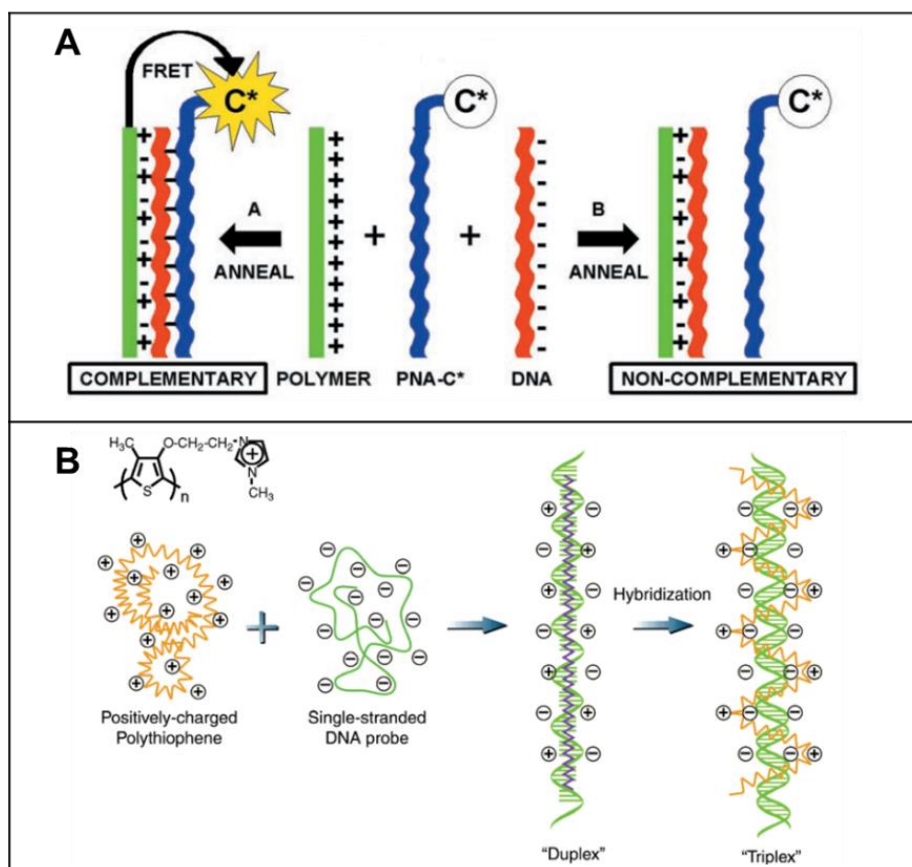 A
FRET
C*
C*
C*
A
B
+
+
ANNEAL
ANNEAL
COMPLEMENTARY
POLYMER
PNA-C*
DNA
NON-COMPLEMENTARY
B
H₃C
O-CH₂-CH₂
*N
+
N
CH₃
S
n
+
Hybridization
Positively-charged
Polythiophene
Single-stranded
DNA probe
"Duplex"
"Triplex"